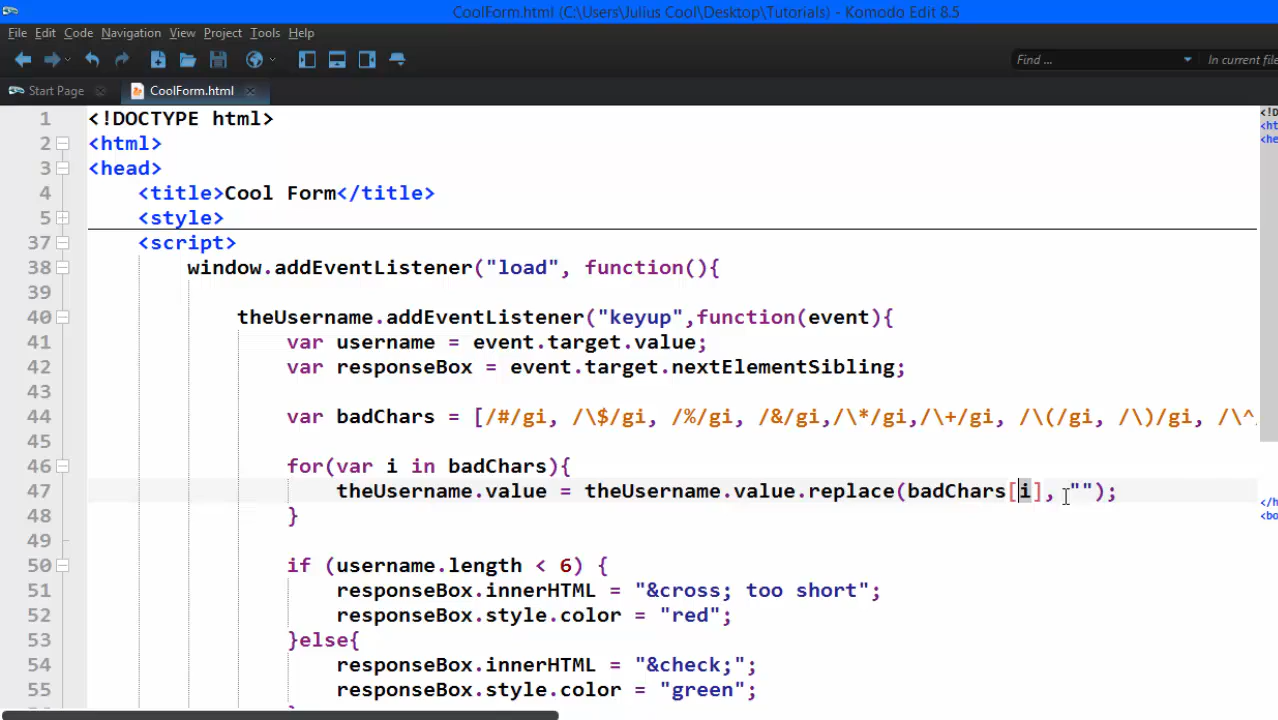 CoolForm.html (C:\Users\Julius Cool\Desktop\Tutorials) - Komodo Edit 8.5
File Edit Code Navigation View Project Tools Help
Find ... In current file
Start Page CoolForm.html
1 <!DOCTYPE html>
2 <html>
3 <head>
4 <title>Cool Form</title>
5 <style>
37 <script>
38 window.addEventListener("load", function(){
39
40 theUsername.addEventListener("keyup",function(event){
41 var username = event.target.value;
42 var responseBox = event.target.nextElementSibling;
43
44 var badChars = [/#/gi, /\$/gi, /%/gi, /&/gi,/\*/gi,/\+/gi, /\(/gi, /\)/gi, /\^
45
46 for(var i in badChars){
47 theUsername.value = theUsername.value.replace(badChars[i], "");
48 }
49
50 if (username.length < 6) {
51 responseBox.innerHTML = "&cross; too short";
52 responseBox.style.color = "red";
53 }else{
54 responseBox.innerHTML = "&check;";
55 responseBox.style.color = "green";